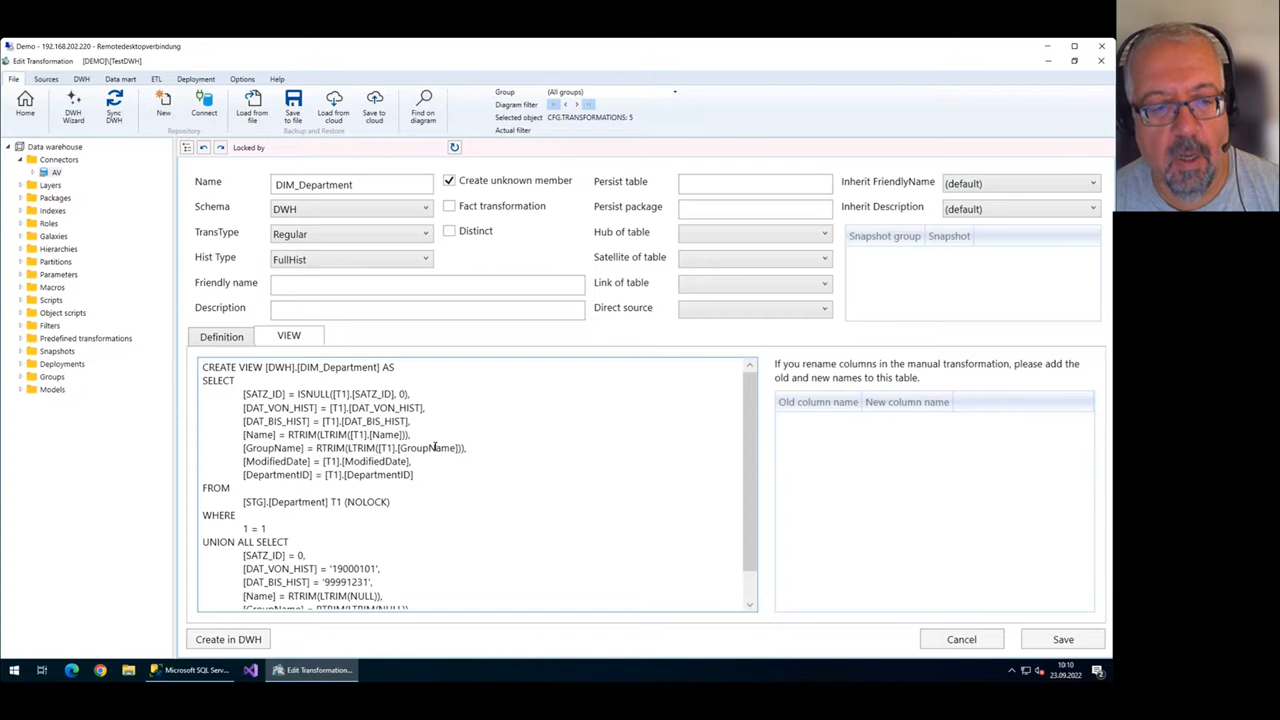 Demo - 192.168.202.220 - Remotedesktopverbindung
Edit Transformation [DEMO]\[TestDWH]
File Sources DWH Data mart ETL Deployment Options Help
Home
DWH Wizard
Sync DWH
New
Connect
Load from file
Save to file
Load from cloud
Save to cloud
Find on diagram
Repository
Backup and Restore
Group (All groups)
Diagram filter
Selected object CFG.TRANSFORMATIONS: 5
Actual filter
Data warehouse
Connectors
AV
Layers
Packages
Indexes
Roles
Galaxies
Hierarchies
Partitions
Parameters
Macros
Scripts
Object scripts
Filters
Predefined transformations
Snapshots
Deployments
Groups
Models
Locked by
Name DIM_Department
Schema DWH
TransType Regular
Hist Type FullHist
Friendly name
Description
Create unknown member
Fact transformation
Distinct
Persist table
Persist package
Hub of table
Satellite of table
Link of table
Direct source
Inherit FriendlyName (default)
Inherit Description (default)
Snapshot group Snapshot
Definition VIEW
CREATE VIEW [DWH].[DIM_Department] AS
SELECT
[SATZ_ID] = ISNULL([T1].[SATZ_ID], 0),
[DAT_VON_HIST] = [T1].[DAT_VON_HIST],
[DAT_BIS_HIST] = [T1].[DAT_BIS_HIST],
[Name] = RTRIM(LTRIM([T1].[Name])),
[GroupName] = RTRIM(LTRIM([T1].[GroupName])),
[ModifiedDate] = [T1].[ModifiedDate],
[DepartmentID] = [T1].[DepartmentID]
FROM
[STG].[Department] T1 (NOLOCK)
WHERE
1 = 1
UNION ALL SELECT
[SATZ_ID] = 0,
[DAT_VON_HIST] = '19000101',
[DAT_BIS_HIST] = '99991231',
[Name] = RTRIM(LTRIM(NULL)),
[GroupName] = RTRIM(LTRIM(NULL)),
If you rename columns in the manual transformation, please add the
old and new names to this table.
Old column name New column name
Create in DWH
Cancel
Save
Microsoft SQL Serv...
Edit Transformation...
10:10
23.09.2022